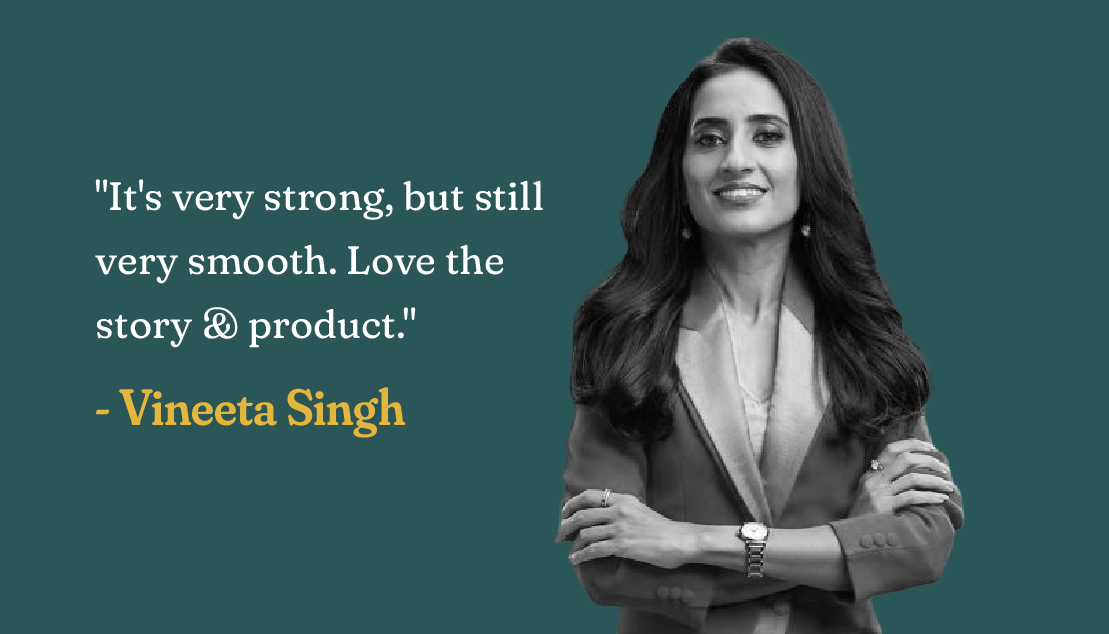 "It's very strong, but still
very smooth. Love the
story & product."
- Vineeta Singh